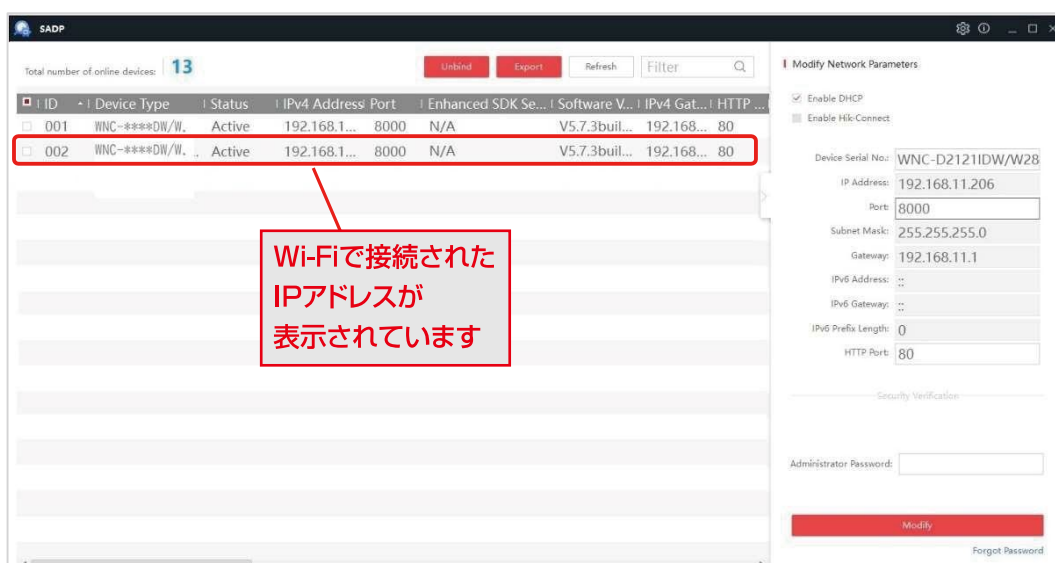 SADP
Total number of online devices: 13
Unbind Export Refresh Filter
ID Device Type Status IPv4 Address Port Enhanced SDK Se... Software V... IPv4 Gat... HTTP ...
001 WNC-****DW/W. Active 192.168.1... 8000 N/A V5.7.3buil... 192.168... 80
002 WNC-****DW/W. Active 192.168.1... 8000 N/A V5.7.3buil... 192.168... 80
Wi-Fiで接続された
IPアドレスが
表示されています
Modify Network Parameters
Enable DHCP
Enable Hik-Connect
Device Serial No.: WNC-D2121IDW/W28
IP Address: 192.168.11.206
Port: 8000
Subnet Mask: 255.255.255.0
Gateway: 192.168.11.1
IPv6 Address: ::
IPv6 Gateway: ::
IPv6 Prefix Length: 0
HTTP Port: 80
Security Verification
Administrator Password:
Modify
Forgot Password